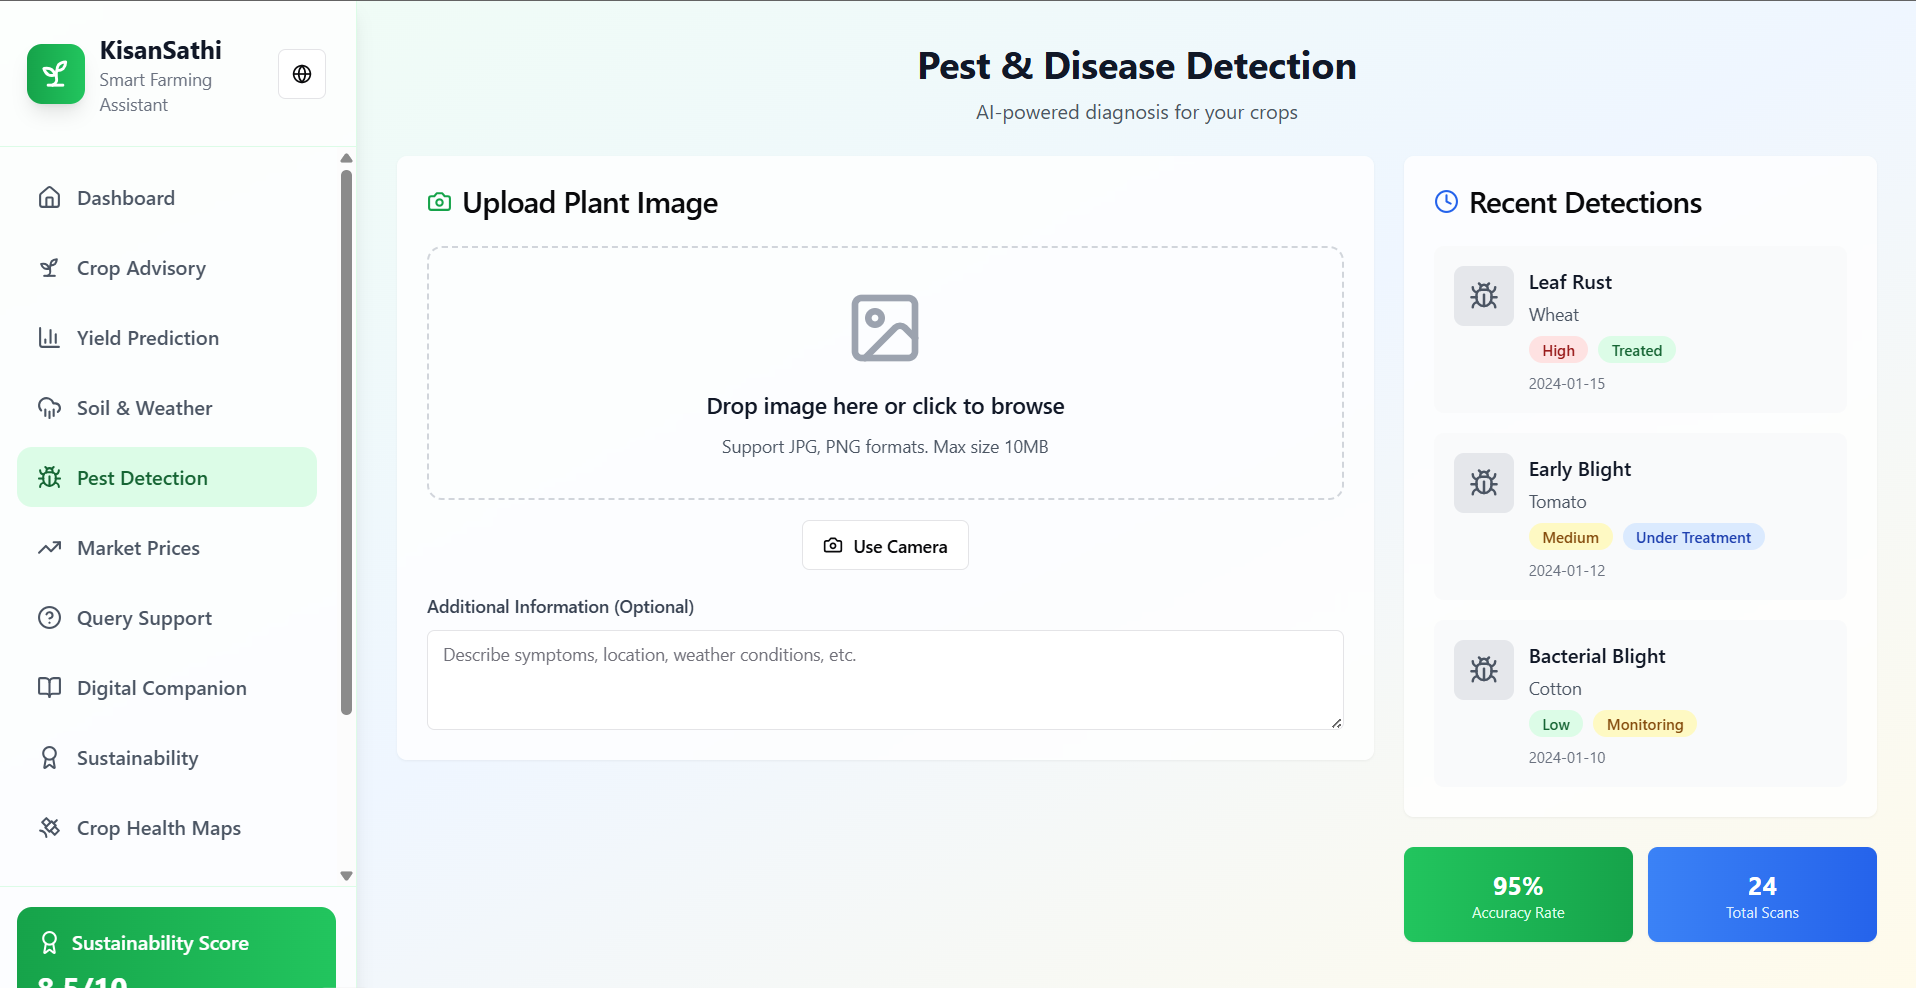 KisanSathi
Smart Farming
Assistant
Dashboard
Crop Advisory
Yield Prediction
Soil & Weather
Pest Detection
Market Prices
Query Support
Digital Companion
Sustainability
Crop Health Maps
Sustainability Score
8.5/10
Pest & Disease Detection
AI-powered diagnosis for your crops
Upload Plant Image
Drop image here or click to browse
Support JPG, PNG formats. Max size 10MB
Use Camera
Additional Information (Optional)
Describe symptoms, location, weather conditions, etc.
Recent Detections
Leaf Rust
Wheat
High Treated
2024-01-15
Early Blight
Tomato
Medium Under Treatment
2024-01-12
Bacterial Blight
Cotton
Low Monitoring
2024-01-10
95%
Accuracy Rate
24
Total Scans